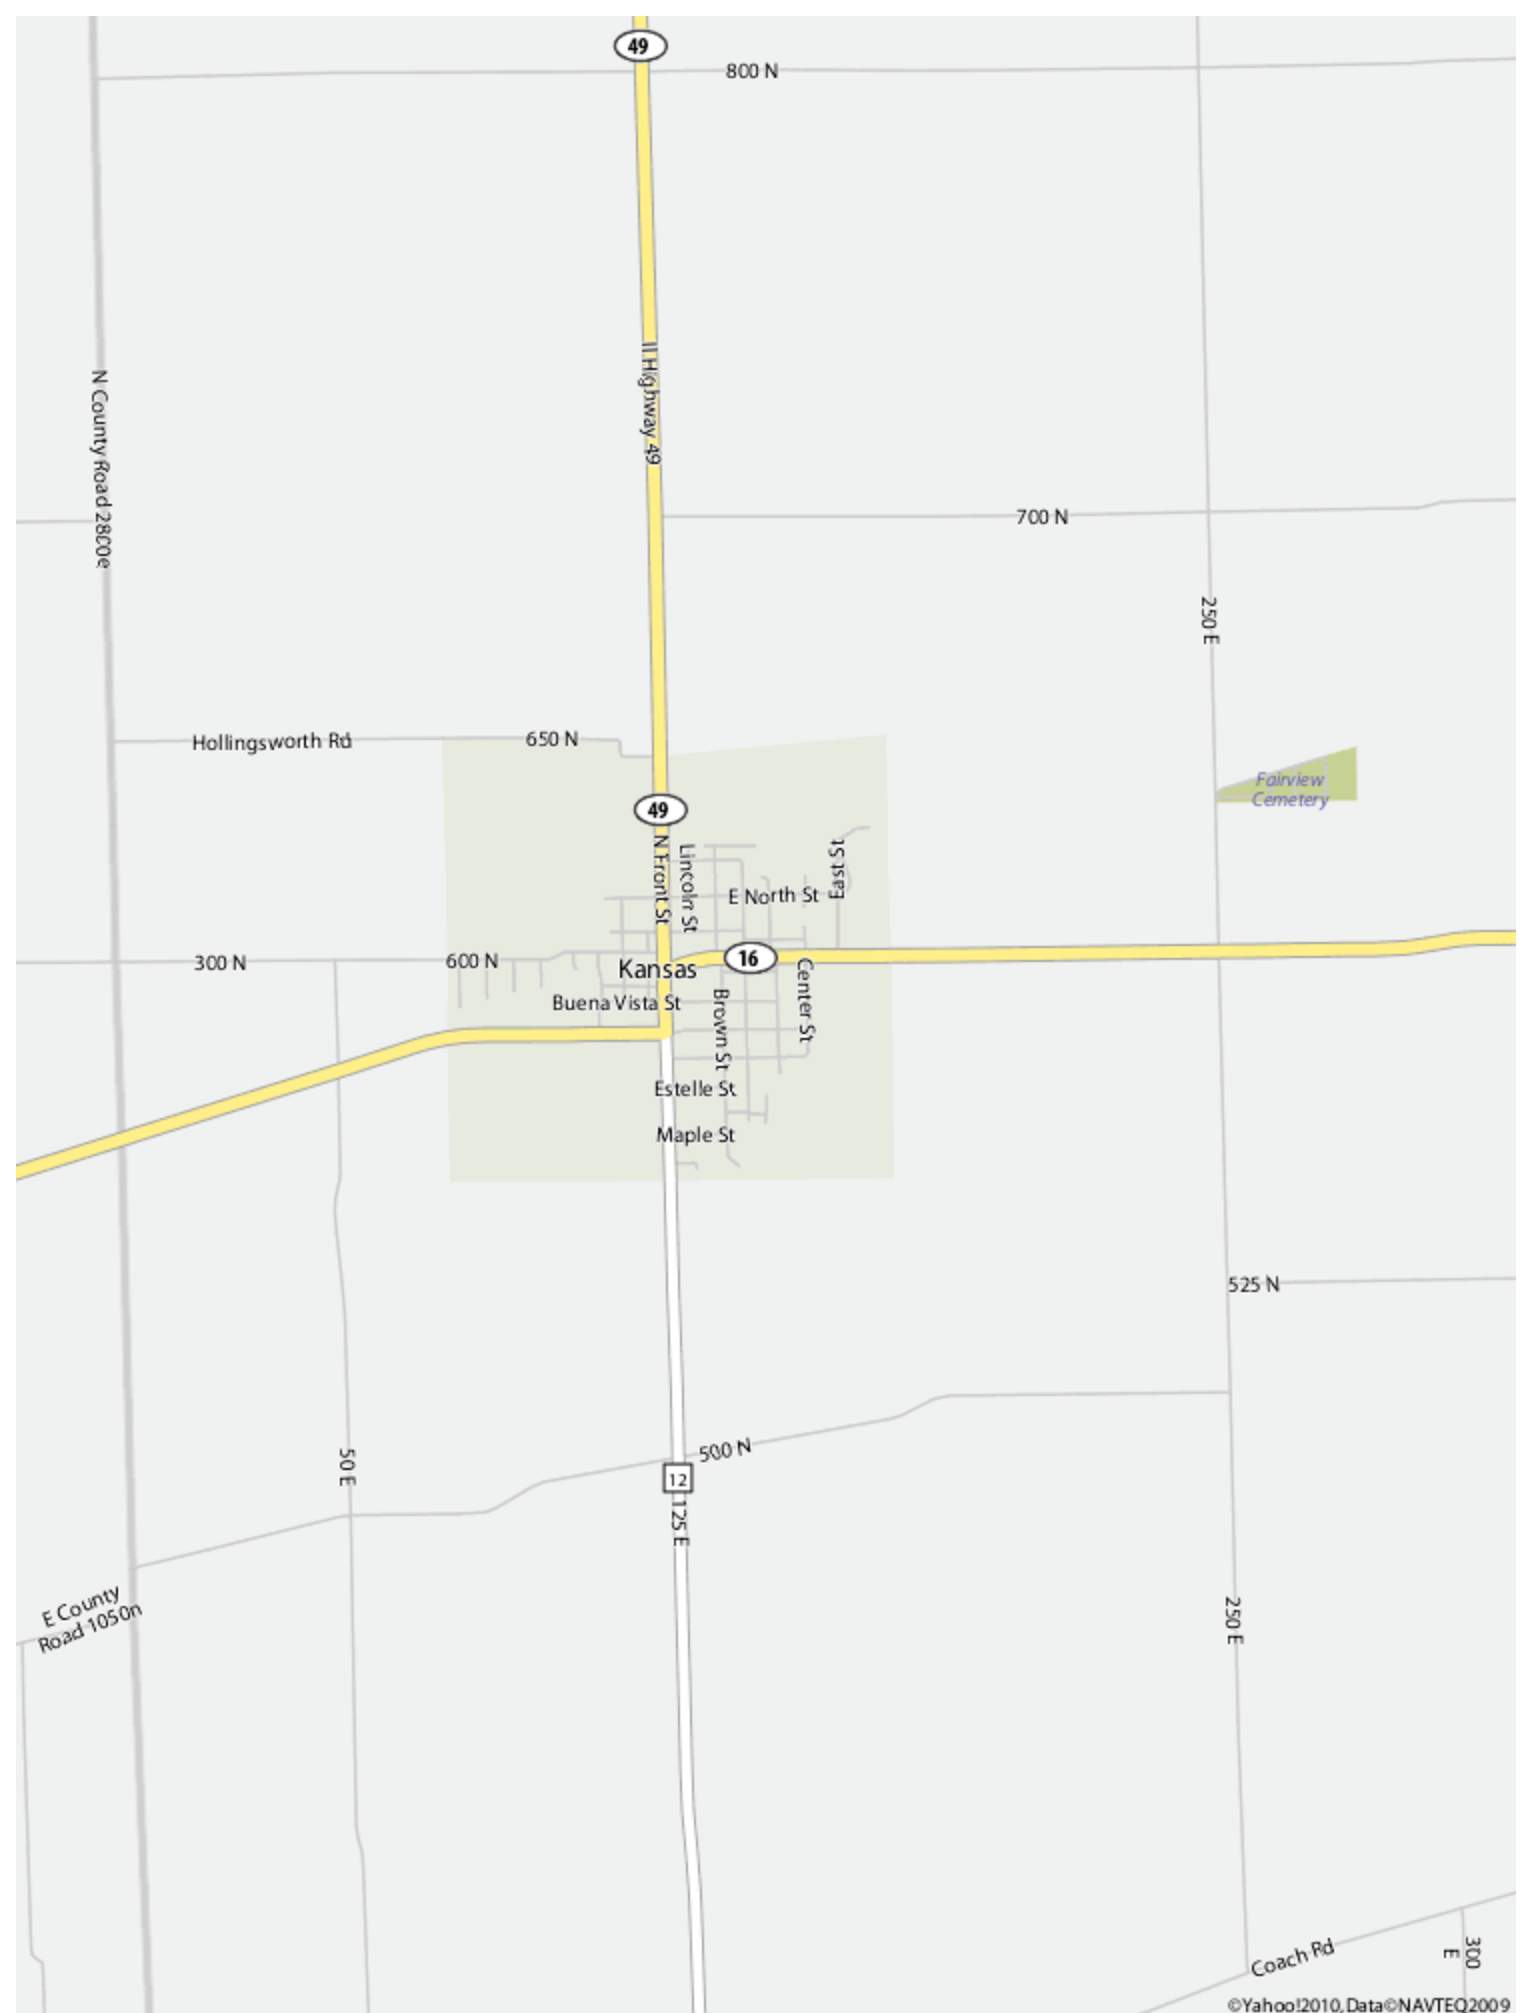 49
800 N
Il Highway 49
N County Road 2800e
700 N
250 E
Hollingsworth Rd
650 N
Fairview
Cemetery
49
N Front St
Lincoln St
East St
E North St
300 N
600 N
Kansas
16
Center St
Buena Vista St
Brown St
Estelle St
Maple St
525 N
500 N
50 E
12
125 E
E County
Road 1050n
250 E
Coach Rd
300
E
©Yahoo!2010, Data©NAVTEQ2009